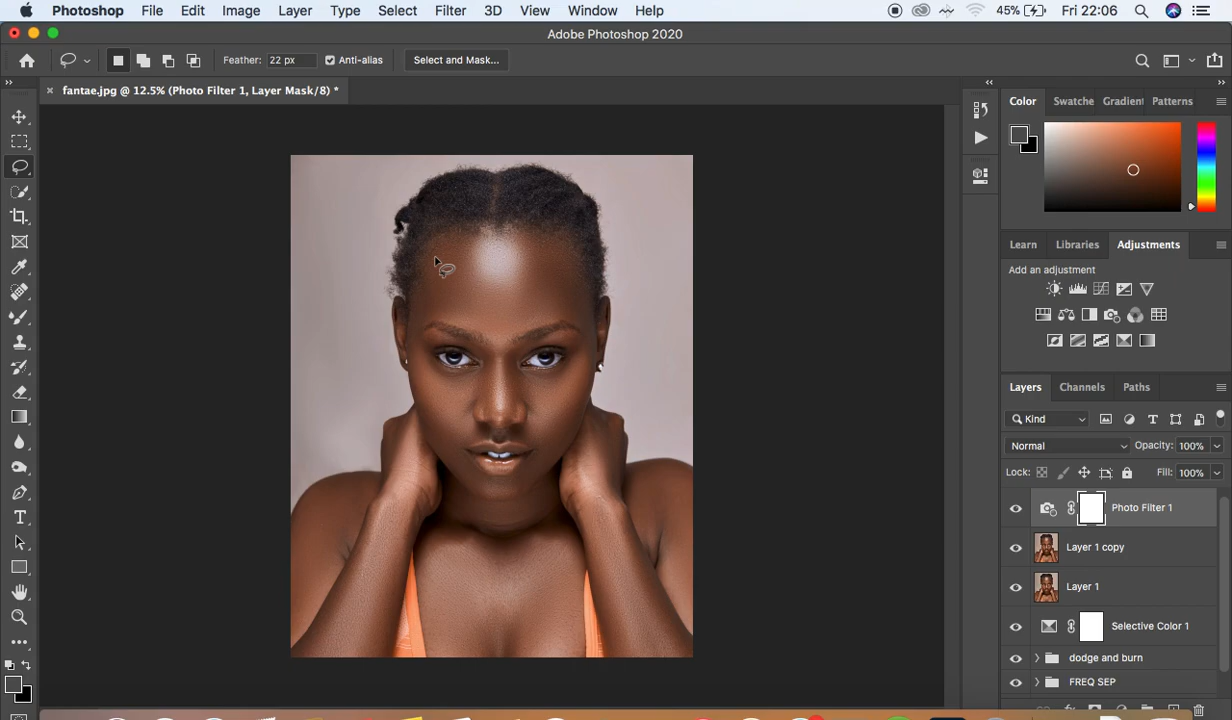 Photoshop File Edit Image Layer Type Select Filter 3D View Window Help 45% Fri 22:06
Adobe Photoshop 2020
Feather: 22 px Anti-alias Select and Mask...
fantae.jpg @ 12.5% (Photo Filter 1, Layer Mask/8) *
Color Swatche Gradient Patterns
Learn Libraries Adjustments
Add an adjustment
Layers Channels Paths
Kind
Normal Opacity: 100%
Lock: Fill: 100%
Photo Filter 1
Layer 1 copy
Layer 1
Selective Color 1
dodge and burn
FREQ SEP